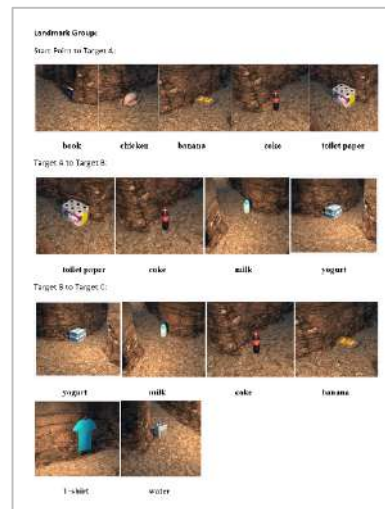 Landmark Group:
Start Point to Target A:
book chicken banana coke toilet paper
Target A to Target B:
toilet paper coke milk yogurt
Target B to Target C:
yogurt milk coke banana
T-shirt water